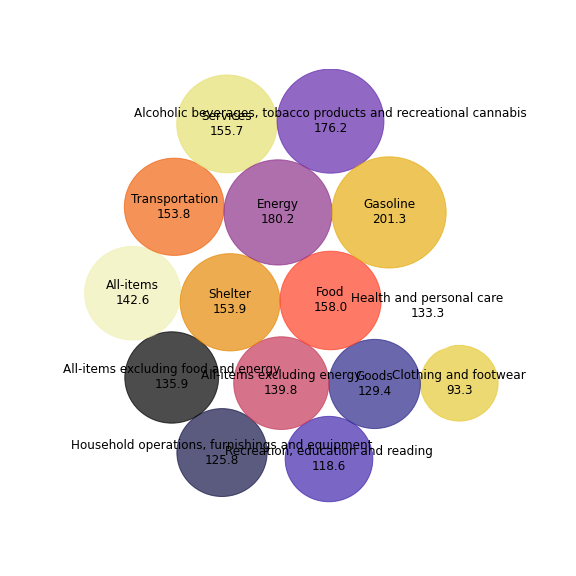 Alcoholic beverages, tobacco products and recreational cannabis
176.2
Services
155.7
Transportation
153.8
Energy
180.2
Gasoline
201.3
All-items
142.6
Shelter
153.9
Food
158.0
Health and personal care
133.3
All-items excluding food and energy
135.9
All-items excluding energy
139.8
Goods
129.4
Clothing and footwear
93.3
Household operations, furnishings and equipment
125.8
Recreation, education and reading
118.6